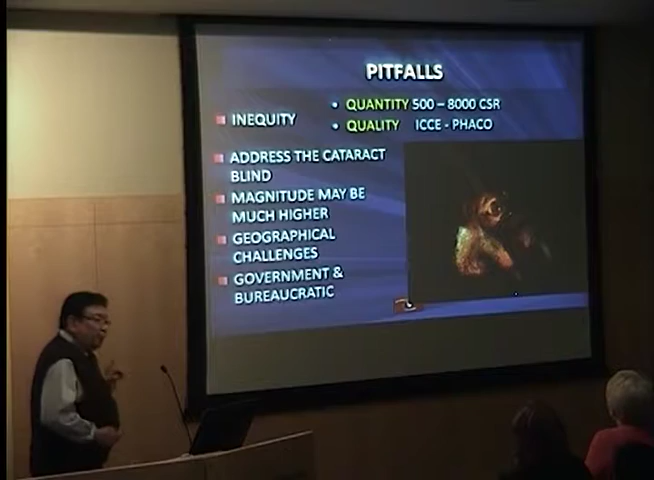 PITFALLS
INEQUITY
• QUANTITY 500 – 8000 CSR
• QUALITY ICCE - PHACO
ADDRESS THE CATARACT
BLIND
MAGNITUDE MAY BE
MUCH HIGHER
GEOGRAPHICAL
CHALLENGES
GOVERNMENT &
BUREAUCRATIC